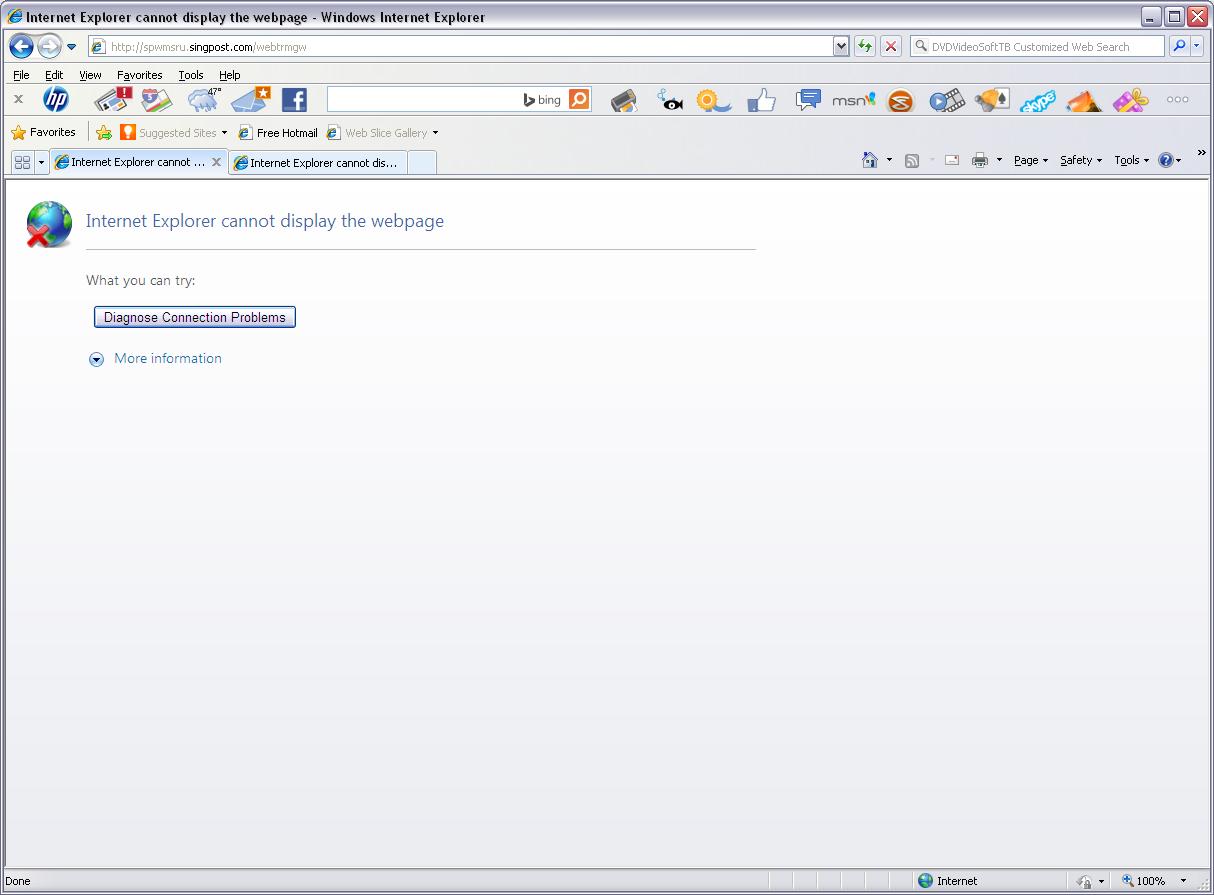 Internet Explorer cannot display the webpage - Windows Internet Explorer
http://spwmsru.singpost.com/webtrmgw
DVDVideoSoftTB Customized Web Search
File Edit View Favorites Tools Help
x hp 47° bing msn skype
Favorites Suggested Sites Free Hotmail Web Slice Gallery
Internet Explorer cannot ... Internet Explorer cannot dis... Page Safety Tools »
Internet Explorer cannot display the webpage
What you can try:
Diagnose Connection Problems
More information
Done Internet 100%